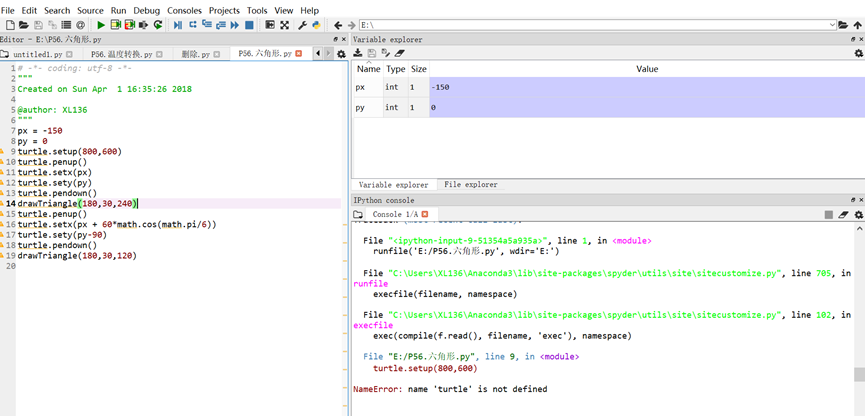 File Edit Search Source Run Debug Consoles Projects Tools View Help
E:\
Editor - E:\P56.六角形.py
Variable explorer
untitled1.py P56.温度转换.py 删除.py P56.六角形.py
Name Type Size Value
px int 1 -150
py int 1 0
Variable explorer File explorer
IPython console
Console 1/A
1 # -*- coding: utf-8 -*-
2 """
3 Created on Sun Apr  1 16:35:26 2018
4
5 @author: XL136
6 """
7 px = -150
8 py = 0
9 turtle.setup(800,600)
10 turtle.penup()
11 turtle.setx(px)
12 turtle.sety(py)
13 turtle.pendown()
14 drawTriangle(180,30,240)
15 turtle.penup()
16 turtle.setx(px + 60*math.cos(math.pi/6))
17 turtle.sety(py-90)
18 turtle.pendown()
19 drawTriangle(180,30,120)
20
File "<ipython-input-9-51354a5a935a>", line 1, in <module>
runfile('E:/P56.六角形.py', wdir='E:')
File "C:\Users\XL136\Anaconda3\lib\site-packages\spyder\utils\site\sitecustomize.py", line 705, in
runfile
execfile(filename, namespace)
File "C:\Users\XL136\Anaconda3\lib\site-packages\spyder\utils\site\sitecustomize.py", line 102, in
execfile
exec(compile(f.read(), filename, 'exec'), namespace)
File "E:/P56.六角形.py", line 9, in <module>
turtle.setup(800,600)
NameError: name 'turtle' is not defined